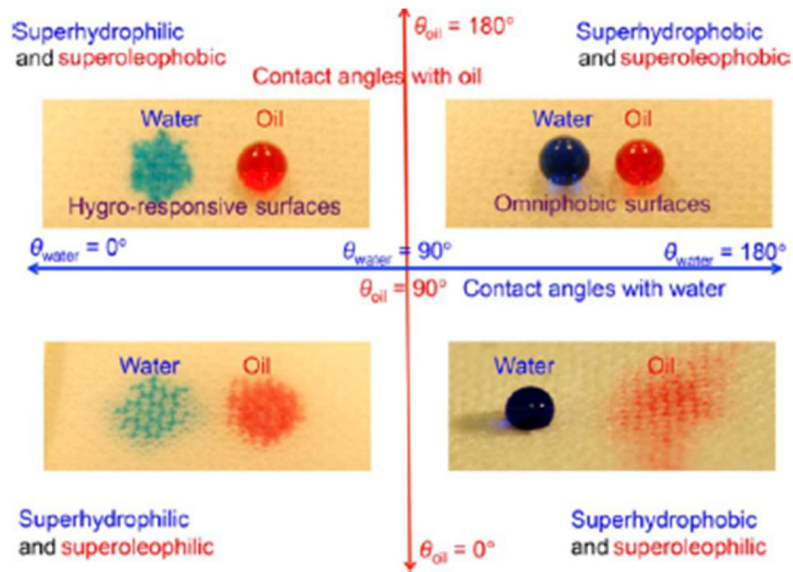 Superhydrophilic
and superoleophobic
θoil = 180°
Superhydrophobic
and superoleophobic
Contact angles with oil
Water Oil
Hygro-responsive surfaces
Water Oil
Omniphobic surfaces
θwater = 0°
θwater = 90°
θwater = 180°
θoil = 90°
Contact angles with water
Water Oil
Water Oil
Superhydrophilic
and superoleophilic
Superhydrophobic
and superoleophilic
θoil = 0°